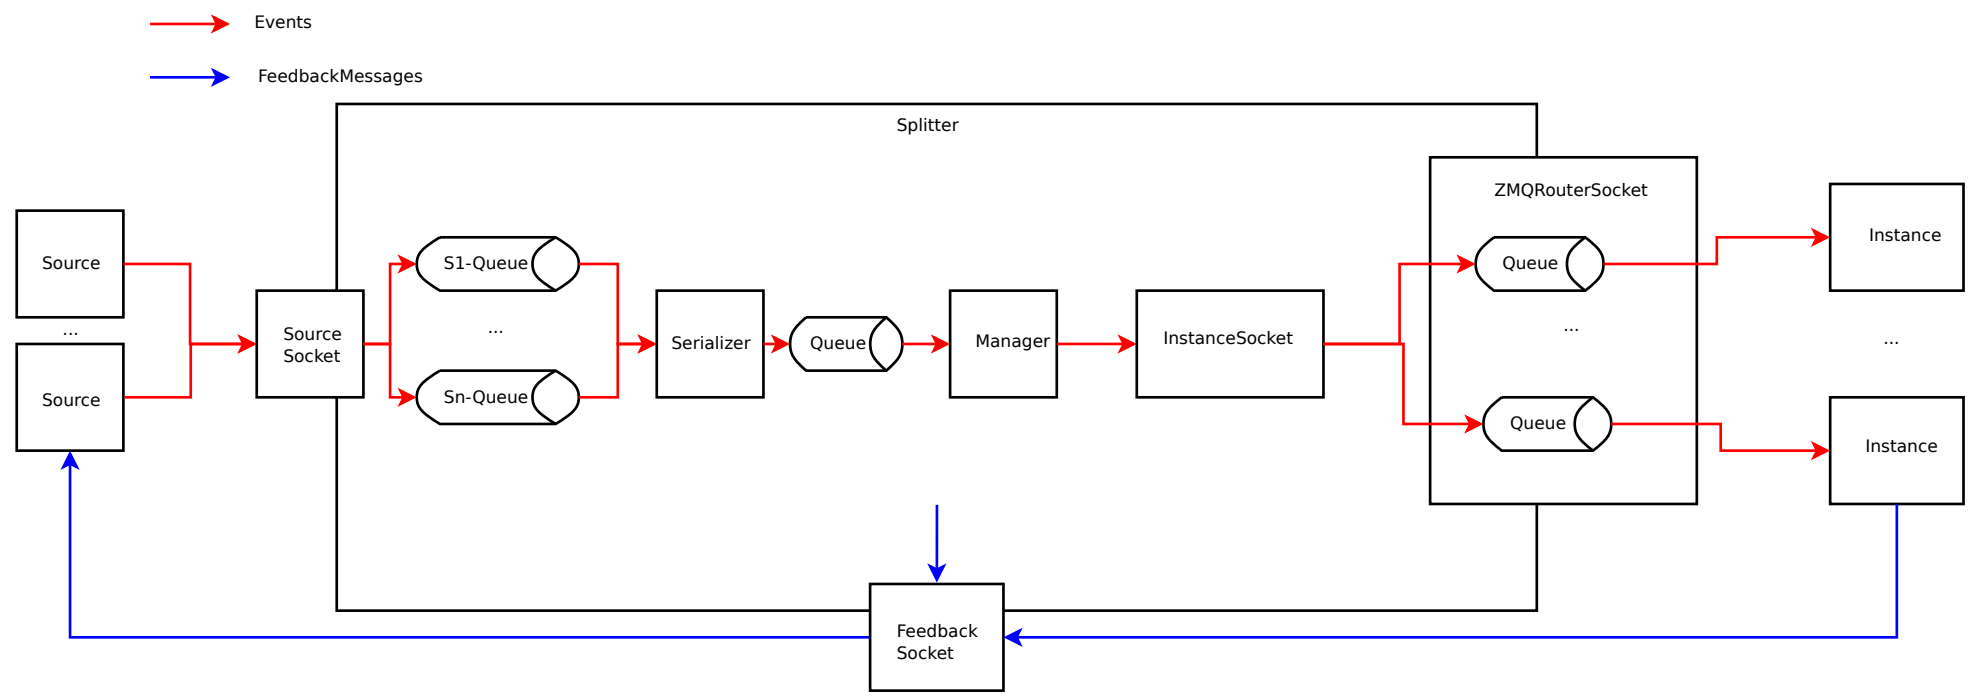 Events
FeedbackMessages
Splitter
ZMQRouterSocket
Source
...
Source
Source
Socket
S1-Queue
...
Sn-Queue
Serializer
Queue
Manager
InstanceSocket
Queue
...
Queue
Instance
...
Instance
Feedback
Socket